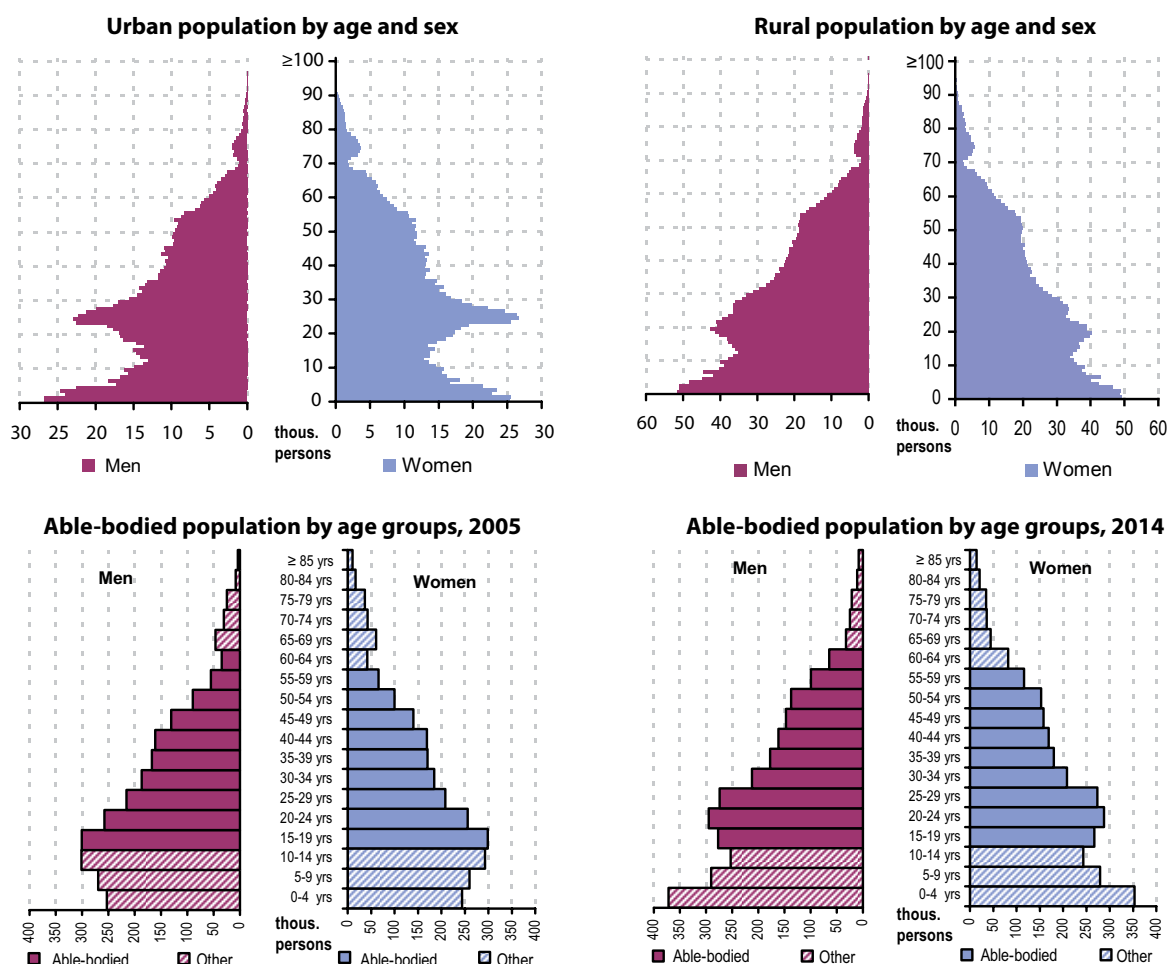 Urban population by age and sex
≥100
90
80
70
60
50
40
30
20
10
0
30 25 20 15 10 5 0
thous.
persons
0 5 10 15 20 25 30
Men
Women
Rural population by age and sex
≥100
90
80
70
60
50
40
30
20
10
0
60 50 40 30 20 10 0
thous.
persons
0 10 20 30 40 50 60
Men
Women
Able-bodied population by age groups, 2005
Men
Women
≥ 85 yrs
80-84 yrs
75-79 yrs
70-74 yrs
65-69 yrs
60-64 yrs
55-59 yrs
50-54 yrs
45-49 yrs
40-44 yrs
35-39 yrs
30-34 yrs
25-29 yrs
20-24 yrs
15-19 yrs
10-14 yrs
5-9 yrs
0-4 yrs
400 350 300 250 200 150 100 50 0
thous.
persons
0 50 100 150 200 250 300 350 400
Able-bodied Other
Able-bodied Other
Able-bodied population by age groups, 2014
Men
Women
≥ 85 yrs
80-84 yrs
75-79 yrs
70-74 yrs
65-69 yrs
60-64 yrs
55-59 yrs
50-54 yrs
45-49 yrs
40-44 yrs
35-39 yrs
30-34 yrs
25-29 yrs
20-24 yrs
15-19 yrs
10-14 yrs
5-9 yrs
0-4 yrs
400 350 300 250 200 150 100 50 0
thous.
persons
0 50 100 150 200 250 300 350 400
Able-bodied Other
Able-bodied Other